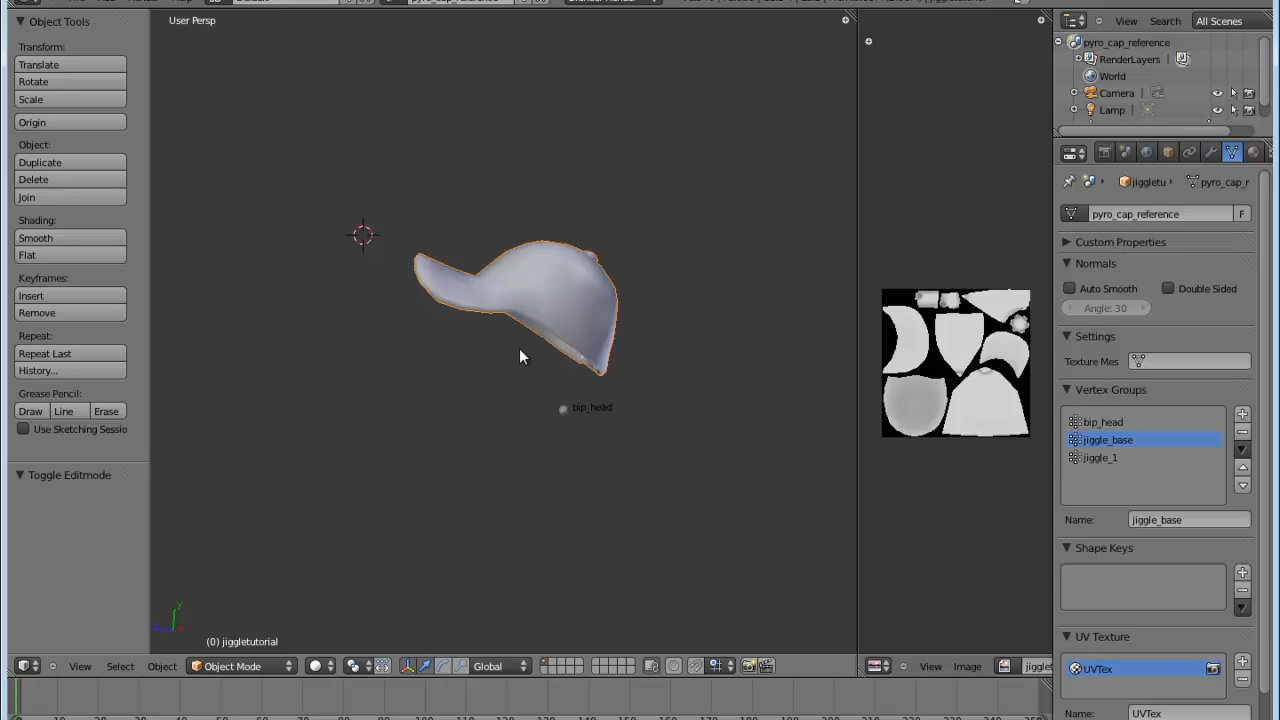 pyro_cap_reference
Object Tools
User Persp
View
Search
All Scenes
Transform:
pyro_cap_reference
Translate
RenderLayers
Rotate
World
Scale
Camera
Lamp
Origin
Object:
Duplicate
Delete
jiggletu
pyro_cap_r
Join
pyro_cap_reference
F
Shading:
Smooth
Custom Properties
Flat
Normals
Keyframes:
Auto Smooth
Double Sided
Insert
Angle: 30
Remove
Settings
Repeat:
Repeat Last
Texture Mes
History...
Vertex Groups
Grease Pencil:
Draw
Line
Erase
bip_head
bip_head
Use Sketching Sessio
jiggle_base
jiggle_1
Toggle Editmode
Name:
jiggle_base
Shape Keys
UV Texture
(0) jiggletutorial
UVTex
View
Select
Object
Object Mode
Global
View
Image
jigglet
Name:
UVTex